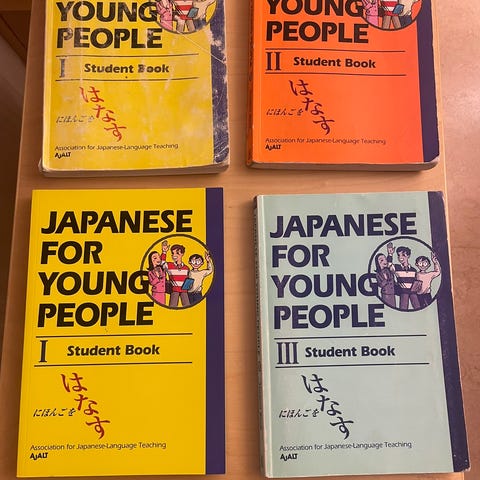 YOUNG
PEOPLE
I Student Book
はなす
にほんごを
Association for Japanese-Language Teaching
AJALT
YOUNG
PEOPLE
II Student Book
はなす
にほんごを
Association for Japanese-Language Teaching
AJALT
JAPANESE
FOR
YOUNG
PEOPLE
I Student Book
はなす
にほんごを
Association for Japanese-Language Teaching
AJALT
JAPANESE
FOR
YOUNG
PEOPLE
III Student Book
はなす
にほんごを
Association for Japanese-Language Teaching
AJALT